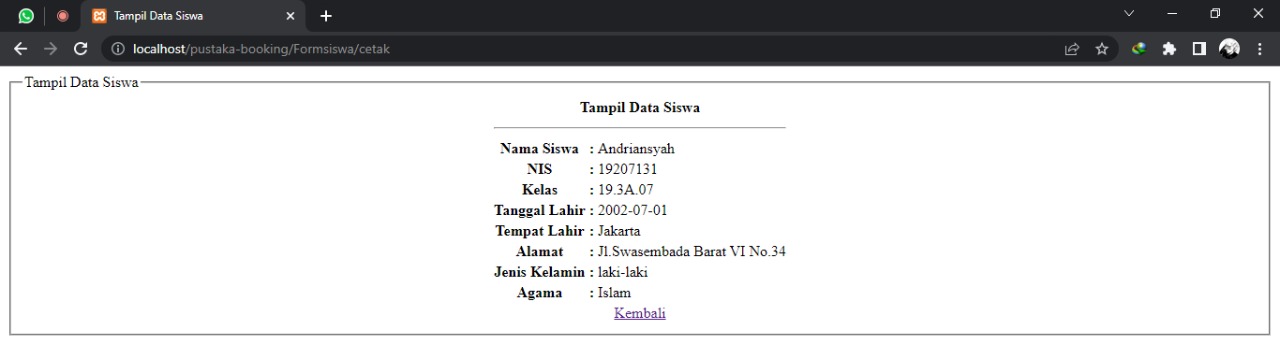 Tampil Data Siswa
localhost/pustaka-booking/Formsiswa/cetak
Tampil Data Siswa
Tampil Data Siswa
Nama Siswa : Andriansyah
NIS : 19207131
Kelas : 19.3A.07
Tanggal Lahir : 2002-07-01
Tempat Lahir : Jakarta
Alamat : Jl.Swasembada Barat VI No.34
Jenis Kelamin : laki-laki
Agama : Islam
Kembali